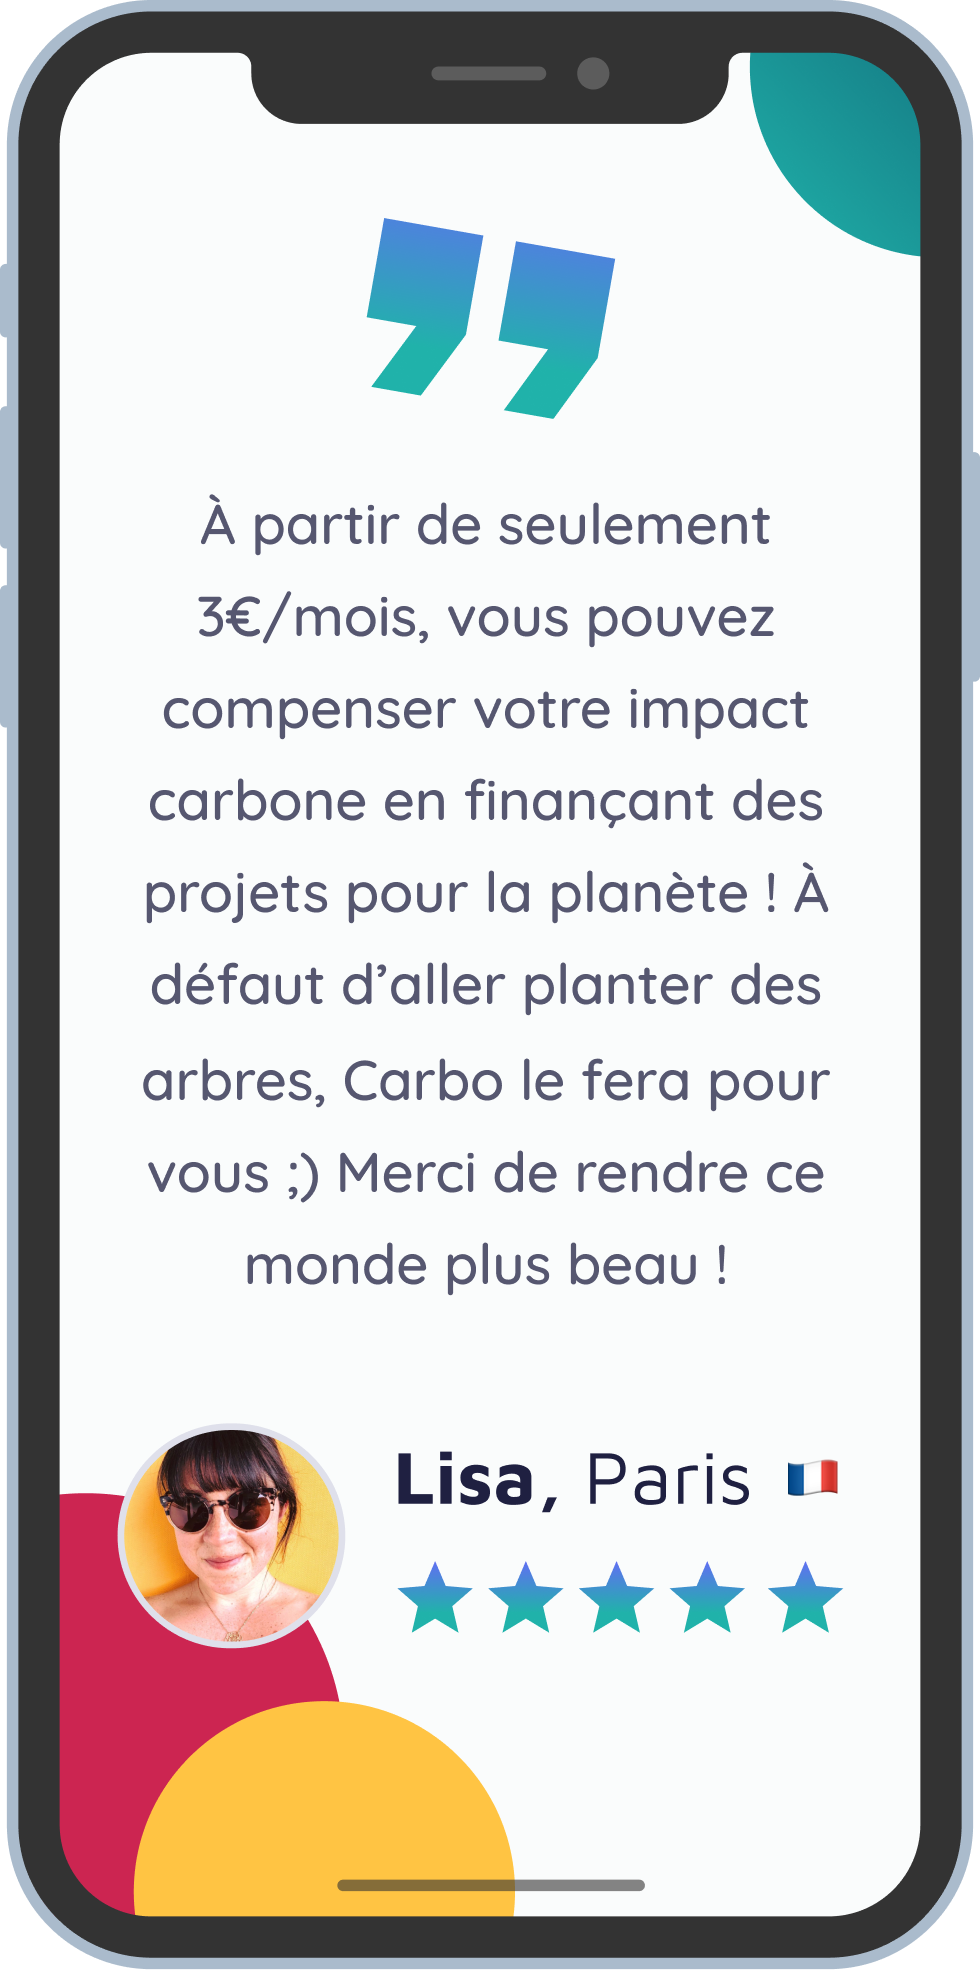 À partir de seulement
3€/mois, vous pouvez
compenser votre impact
carbone en finançant des
projets pour la planète ! À
défaut d’aller planter des
arbres, Carbo le fera pour
vous ;) Merci de rendre ce
monde plus beau !
Lisa, Paris 🇫🇷